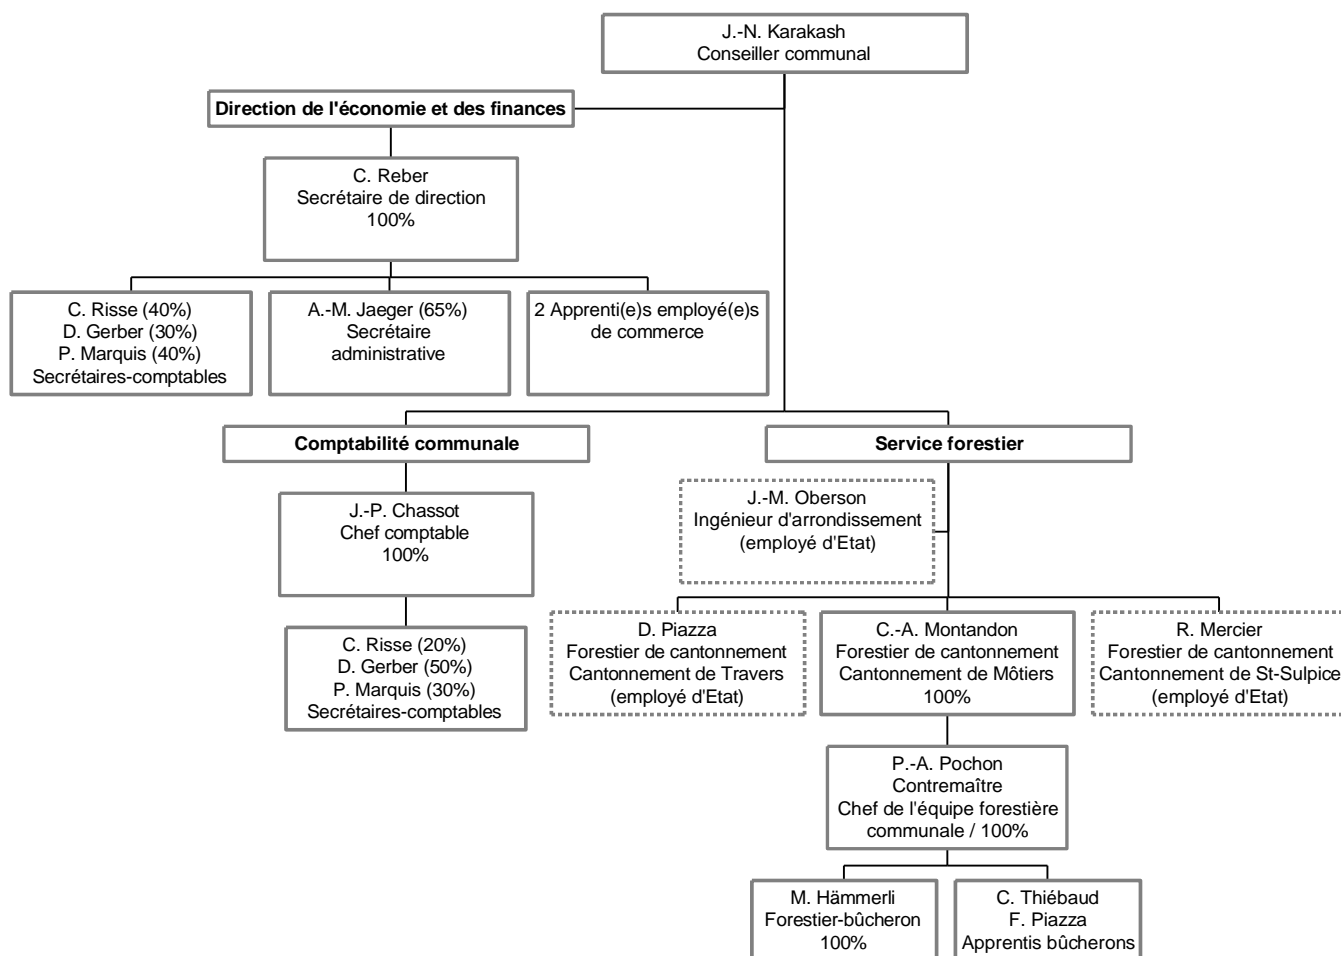 J.-N. Karakash
Conseiller communal
Direction de l'économie et des finances
C. Reber
Secrétaire de direction
100%
C. Risse (40%)
D. Gerber (30%)
P. Marquis (40%)
Secrétaires-comptables
A.-M. Jaeger (65%)
Secrétaire
administrative
2 Apprenti(e)s employé(e)s
de commerce
Comptabilité communale
Service forestier
J.-P. Chassot
Chef comptable
100%
J.-M. Oberson
Ingénieur d'arrondissement
(employé d'Etat)
C. Risse (20%)
D. Gerber (50%)
P. Marquis (30%)
Secrétaires-comptables
D. Piazza
Forestier de cantonnement
Cantonnement de Travers
(employé d'Etat)
C.-A. Montandon
Forestier de cantonnement
Cantonnement de Môtiers
100%
R. Mercier
Forestier de cantonnement
Cantonnement de St-Sulpice
(employé d'Etat)
P.-A. Pochon
Contremaître
Chef de l'équipe forestière
communale / 100%
M. Hämmerli
Forestier-bûcheron
100%
C. Thiébaud
F. Piazza
Apprentis bûcherons